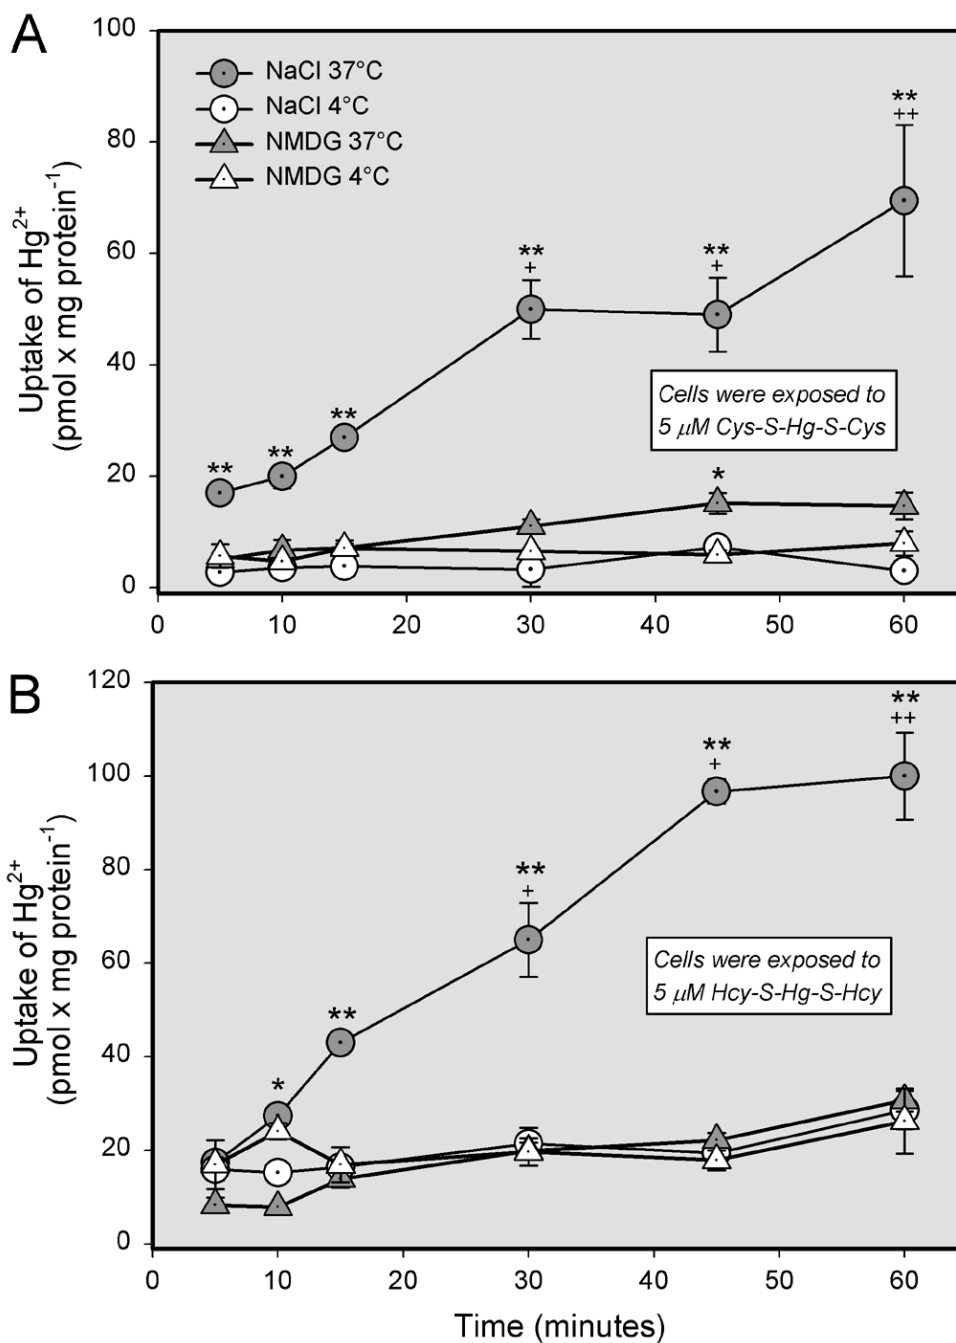 A
100
80
60
40
20
0
Uptake of Hg²⁺
(pmol x mg protein⁻¹)
NaCl 37°C
NaCl 4°C
NMDG 37°C
NMDG 4°C
**
++
**
+
**
+
**
**
**
*
Cells were exposed to
5 μM Cys-S-Hg-S-Cys
0 10 20 30 40 50 60
B
120
100
80
60
40
20
0
Uptake of Hg²⁺
(pmol x mg protein⁻¹)
**
++
**
+
**
+
**
*
Cells were exposed to
5 μM Hcy-S-Hg-S-Hcy
0 10 20 30 40 50 60
Time (minutes)